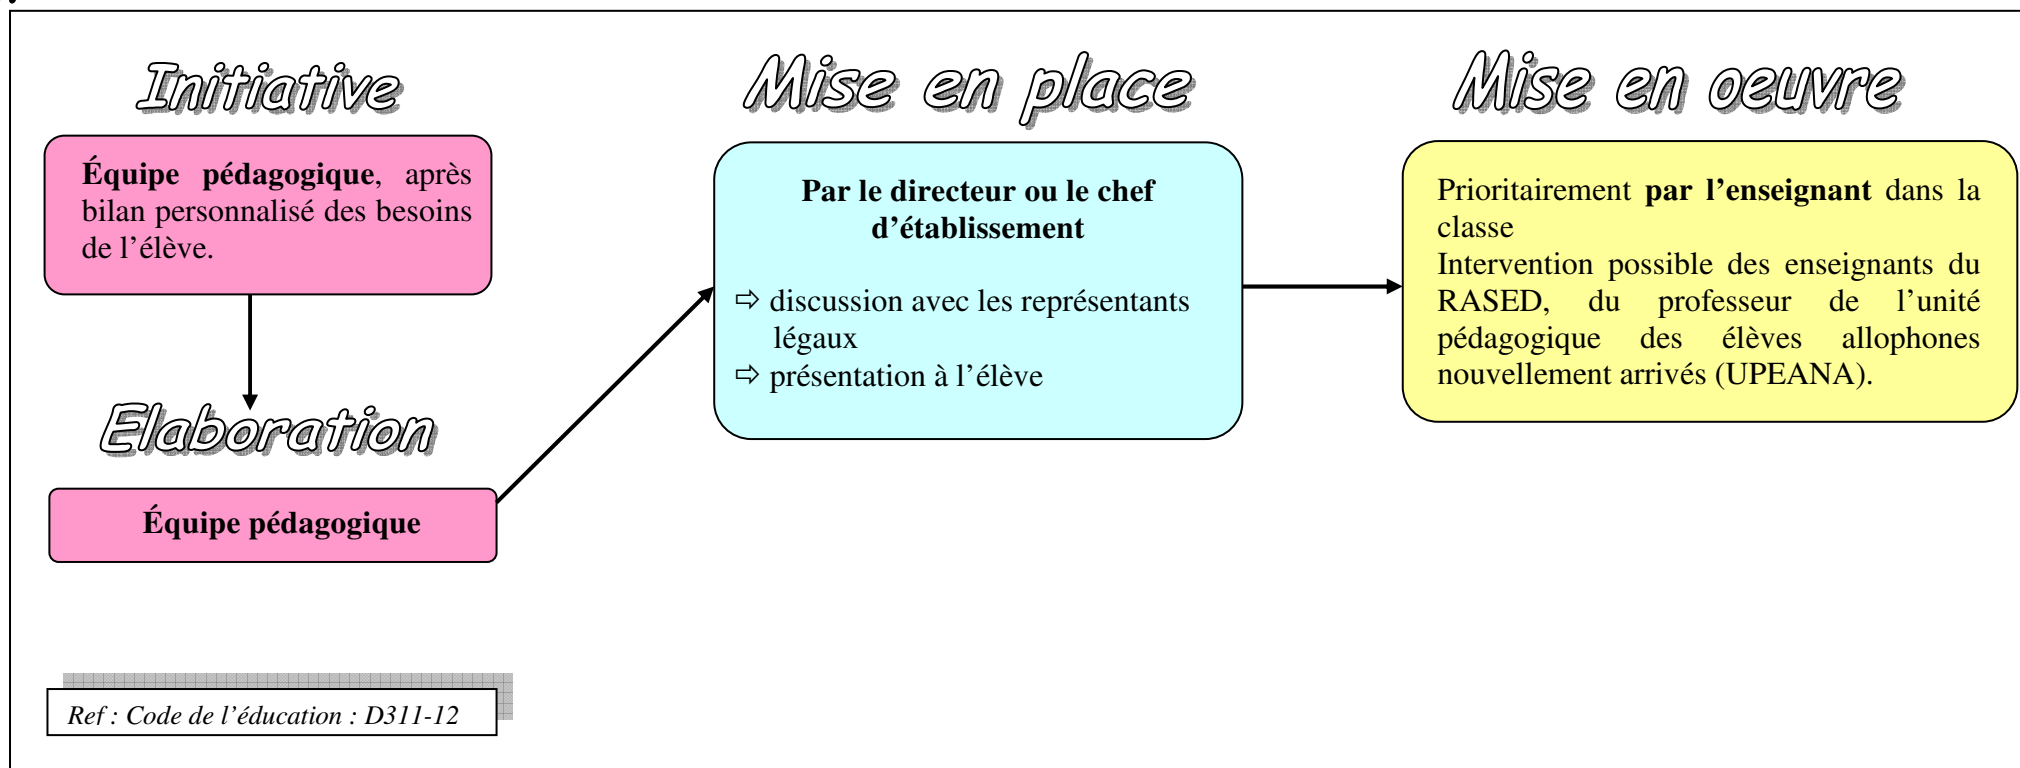 Initiative
Équipe pédagogique, après
bilan personnalisé des besoins
de l’élève.
Elaboration
Équipe pédagogique
Mise en place
Par le directeur ou le chef
d’établissement
⇨ discussion avec les représentants
légaux
⇨ présentation à l’élève
Mise en oeuvre
Prioritairement par l’enseignant dans la
classe
Intervention possible des enseignants du
RASED, du professeur de l’unité
pédagogique des élèves allophones
nouvellement arrivés (UPEANA).
Ref : Code de l’éducation : D311-12